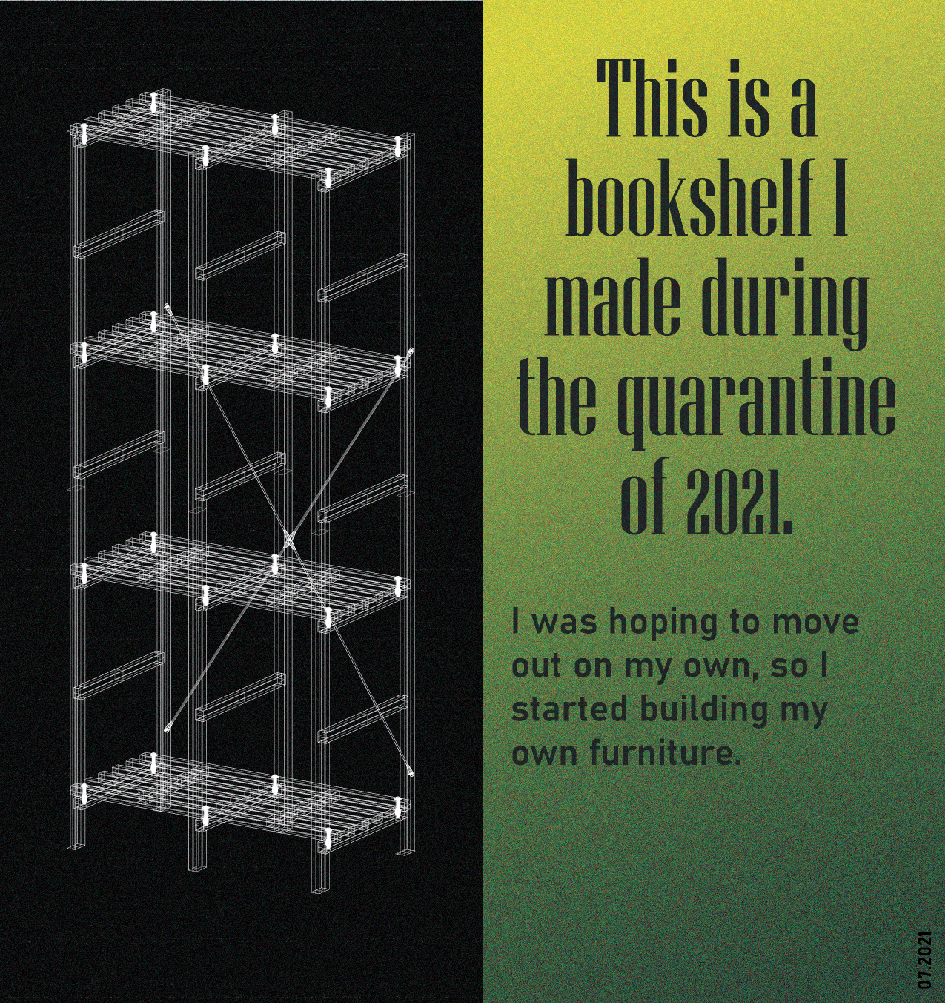 This is a
bookshelf I
made during
the quarantine
of 2021.
I was hoping to move
out on my own, so I
started building my
own furniture.
07.2021